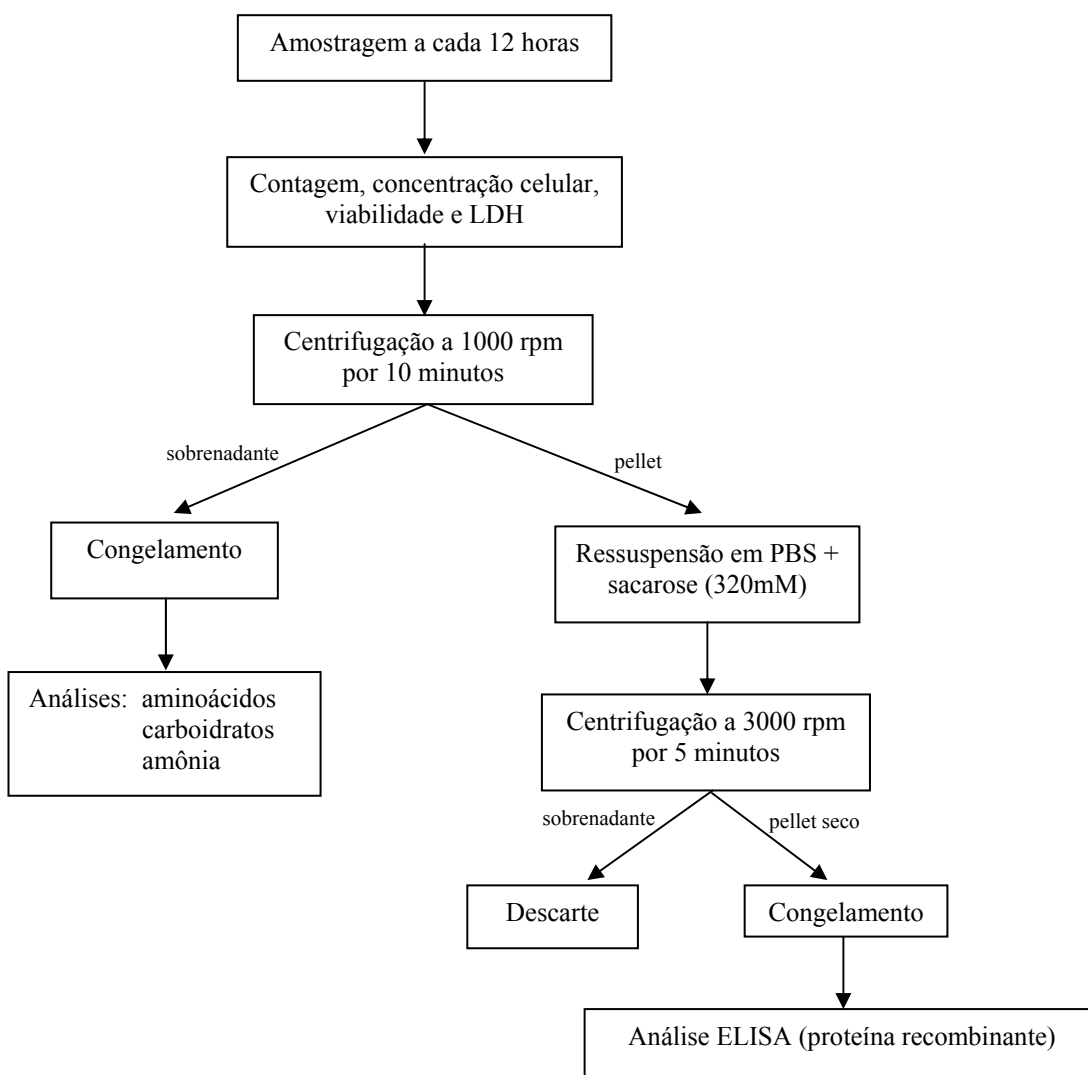 Amostragem a cada 12 horas
Contagem, concentração celular,
viabilidade e LDH
Centrifugação a 1000 rpm
por 10 minutos
sobrenadante
pellet
Congelamento
Ressuspensão em PBS +
sacarose (320mM)
Análises: aminoácidos
carboidratos
amônia
Centrifugação a 3000 rpm
por 5 minutos
sobrenadante
pellet seco
Descarte
Congelamento
Análise ELISA (proteína recombinante)